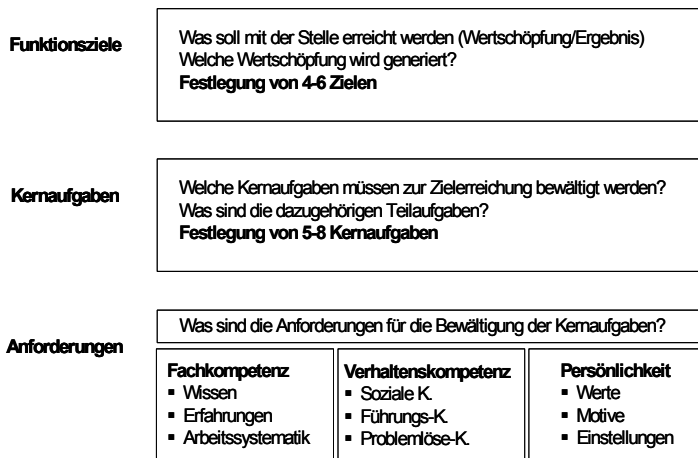 Funktionsziele
Was soll mit der Stelle erreicht werden (Wertschöpfung/Ergebnis)
Welche Wertschöpfung wird generiert?
Festlegung von 4-6 Zielen
Kernaufgaben
Welche Kernaufgaben müssen zur Zielerreichung bewältigt werden?
Was sind die dazugehörigen Teilaufgaben?
Festlegung von 5-8 Kernaufgaben
Anforderungen
Was sind die Anforderungen für die Bewältigung der Kernaufgaben?
Fachkompetenz
▪ Wissen
▪ Erfahrungen
▪ Arbeitssystematik
Verhaltenskompetenz
▪ Soziale K.
▪ Führungs-K.
▪ Problemlöse-K.
Persönlichkeit
▪ Werte
▪ Motive
▪ Einstellungen